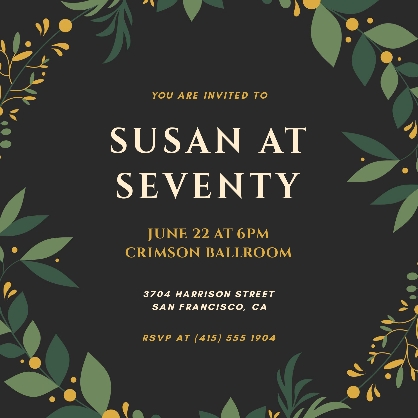 YOU ARE INVITED TO
SUSAN AT
SEVENTY
JUNE 22 AT 6PM
CRIMSON BALLROOM
3704 HARRISON STREET
SAN FRANCISCO, CA
RSVP AT (415) 555 1904